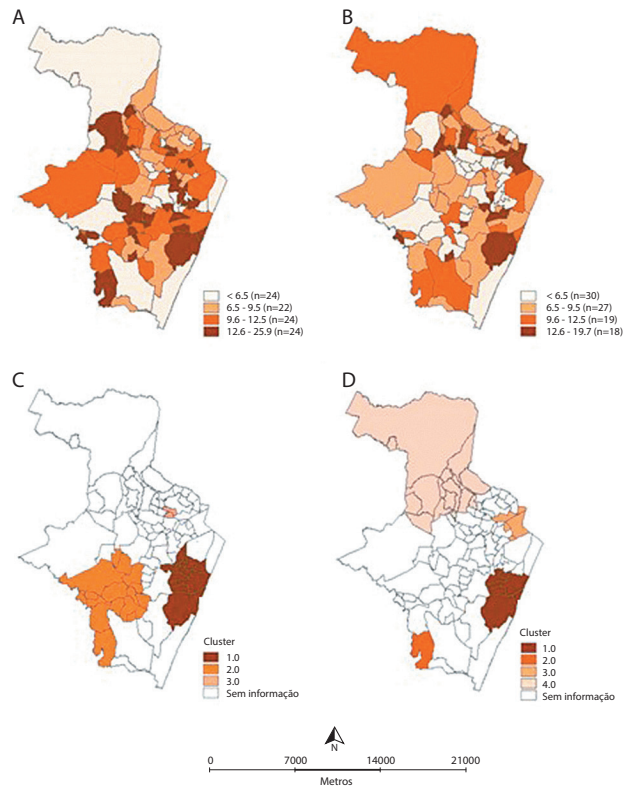 A
B
< 6.5 (n=24)
6.5 - 9.5 (n=22)
9.6 - 12.5 (n=24)
12.6 - 25.9 (n=24)
< 6.5 (n=30)
6.5 - 9.5 (n=27)
9.6 - 12.5 (n=19)
12.6 - 19.7 (n=18)
C
D
Cluster
1.0
2.0
3.0
Sem informação
Cluster
1.0
2.0
3.0
4.0
Sem informação
N
0 7000 14000 21000
Metros